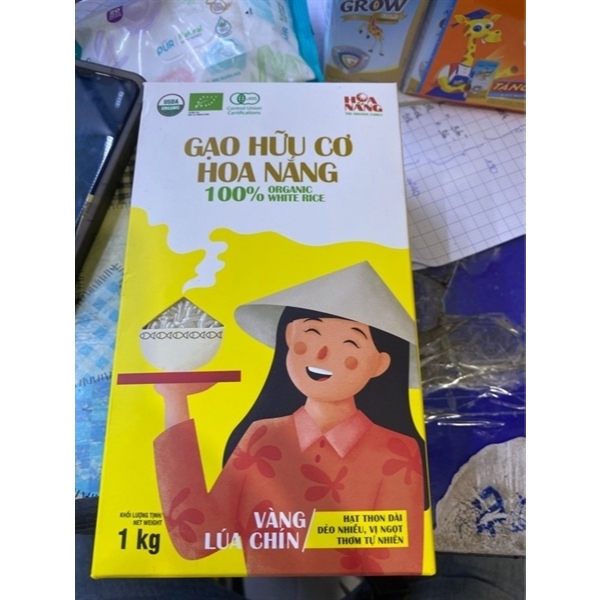 GROW
USDA
ORGANIC
Control Union
Certifications
HOA
NẮNG
GẠO HỮU CƠ
HOA NẮNG
100% ORGANIC
WHITE RICE
KHỐI LƯỢNG TỊNH
NET WEIGHT
1 kg
VÀNG
LÚA CHÍN
HẠT THON DÀI
DẺO NHIỀU, VỊ NGỌT
THƠM TỰ NHIÊN